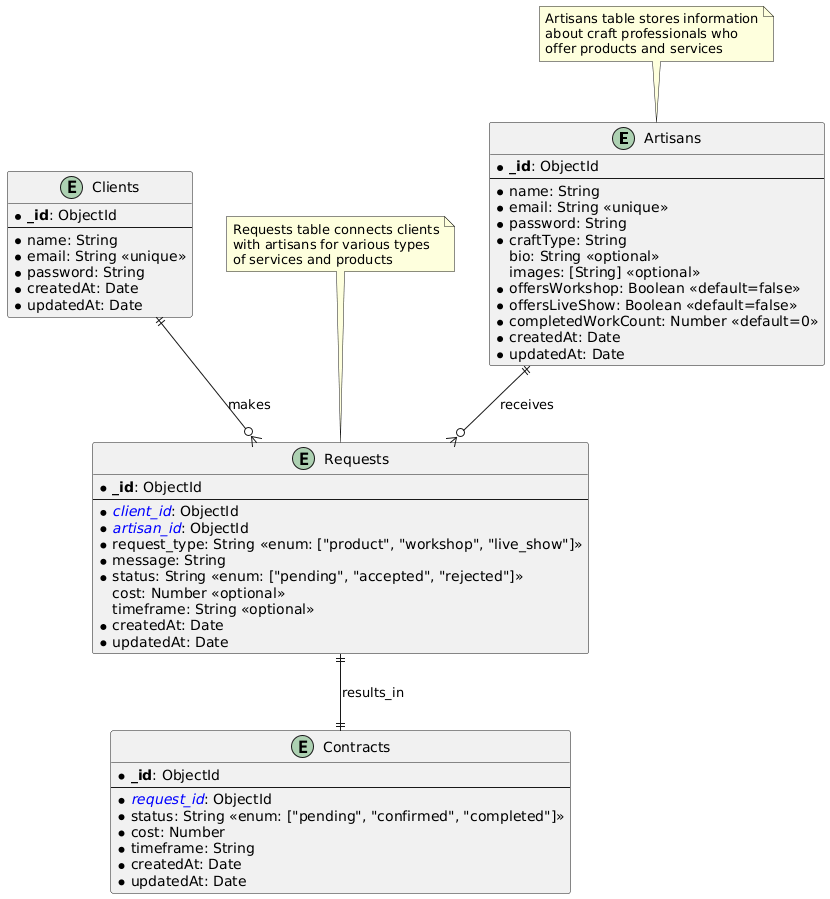 Artisans table stores information
about craft professionals who
offer products and services
E Artisans
_id: ObjectId
name: String
email: String «unique»
password: String
craftType: String
bio: String «optional»
images: [String] «optional»
offersWorkshop: Boolean «default=false»
offersLiveShow: Boolean «default=false»
completedWorkCount: Number «default=0»
createdAt: Date
updatedAt: Date
E Clients
_id: ObjectId
name: String
email: String «unique»
password: String
createdAt: Date
updatedAt: Date
Requests table connects clients
with artisans for various types
of services and products
makes
receives
E Requests
_id: ObjectId
client_id: ObjectId
artisan_id: ObjectId
request_type: String «enum: ["product", "workshop", "live_show"]»
message: String
status: String «enum: ["pending", "accepted", "rejected"]»
cost: Number «optional»
timeframe: String «optional»
createdAt: Date
updatedAt: Date
results_in
E Contracts
_id: ObjectId
request_id: ObjectId
status: String «enum: ["pending", "confirmed", "completed"]»
cost: Number
timeframe: String
createdAt: Date
updatedAt: Date